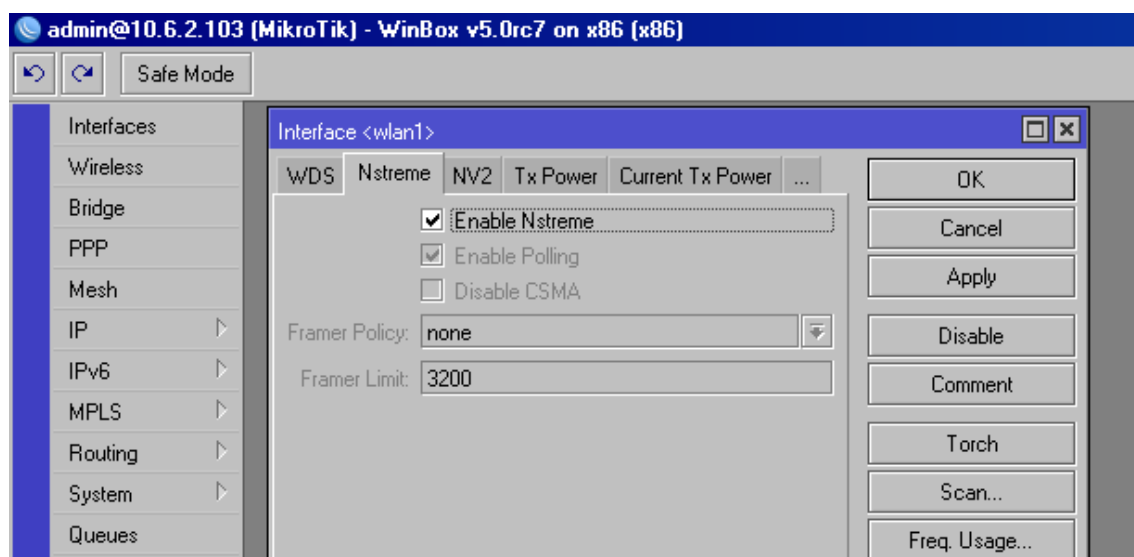 admin@10.6.2.103 (MikroTik) - WinBox v5.0rc7 on x86 (x86)
Safe Mode
Interfaces
Wireless
Bridge
PPP
Mesh
IP
IPv6
MPLS
Routing
System
Queues
Interface <wlan1>
WDS Nstreme NV2 Tx Power Current Tx Power ...
Enable Nstreme
Enable Polling
Disable CSMA
Framer Policy: none
Framer Limit: 3200
OK
Cancel
Apply
Disable
Comment
Torch
Scan...
Freq. Usage...